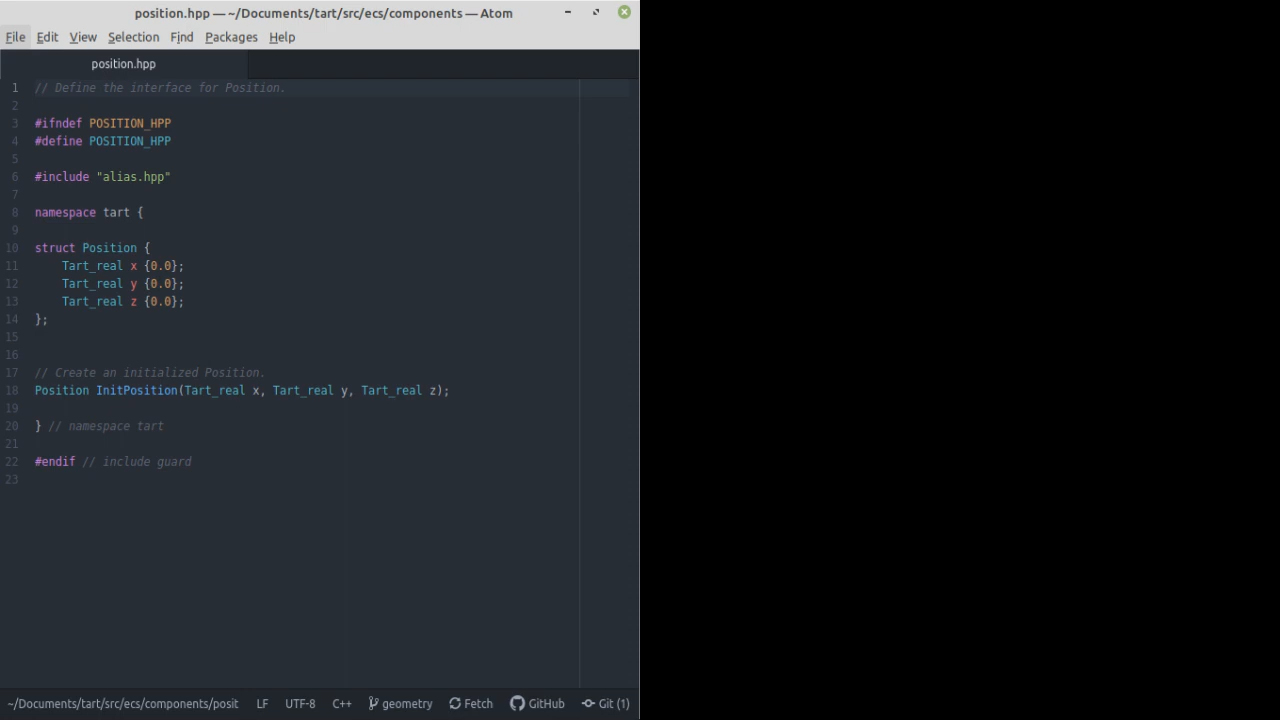 position.hpp — ~/Documents/tart/src/ecs/components — Atom
File Edit View Selection Find Packages Help
position.hpp
1 // Define the interface for Position.
2
3 #ifndef POSITION_HPP
4 #define POSITION_HPP
5
6 #include "alias.hpp"
7
8 namespace tart {
9
10 struct Position {
11     Tart_real x {0.0};
12     Tart_real y {0.0};
13     Tart_real z {0.0};
14 };
15
16
17 // Create an initialized Position.
18 Position InitPosition(Tart_real x, Tart_real y, Tart_real z);
19
20 } // namespace tart
21
22 #endif // include guard
23
~/Documents/tart/src/ecs/components/posit LF UTF-8 C++ geometry Fetch GitHub Git (1)